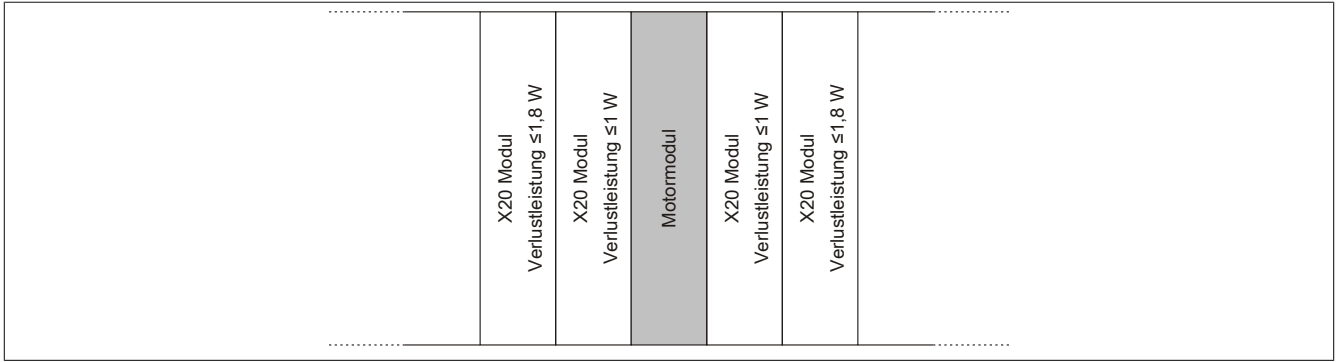 X20 Modul
Verlustleistung ≤1,8 W
X20 Modul
Verlustleistung ≤1 W
Motormodul
X20 Modul
Verlustleistung ≤1 W
X20 Modul
Verlustleistung ≤1,8 W